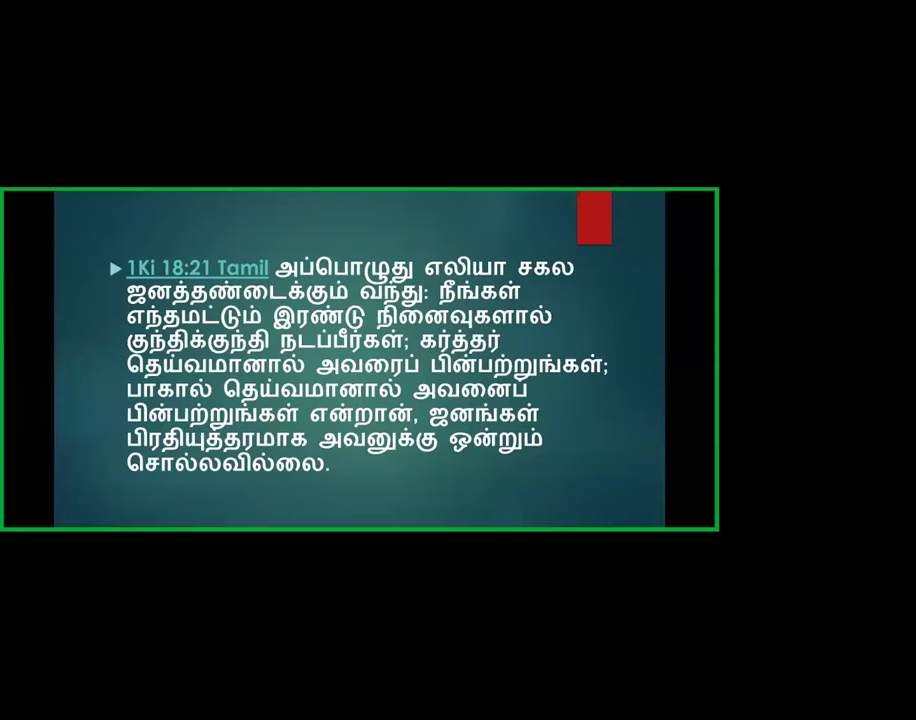 1Ki 18:21 Tamil அப்பொழுது எலியா சகல
ஜனத்தண்டைக்கும் வந்து: நீங்கள்
எந்தமட்டும் இரண்டு நினைவுகளால்
குந்திக்குந்தி நடப்பீர்கள்; கர்த்தர்
தெய்வமானால் அவரைப் பின்பற்றுங்கள்;
பாகால் தெய்வமானால் அவனைப்
பின்பற்றுங்கள் என்றான், ஜனங்கள்
பிரதியுத்தரமாக அவனுக்கு ஒன்றும்
சொல்லவில்லை.